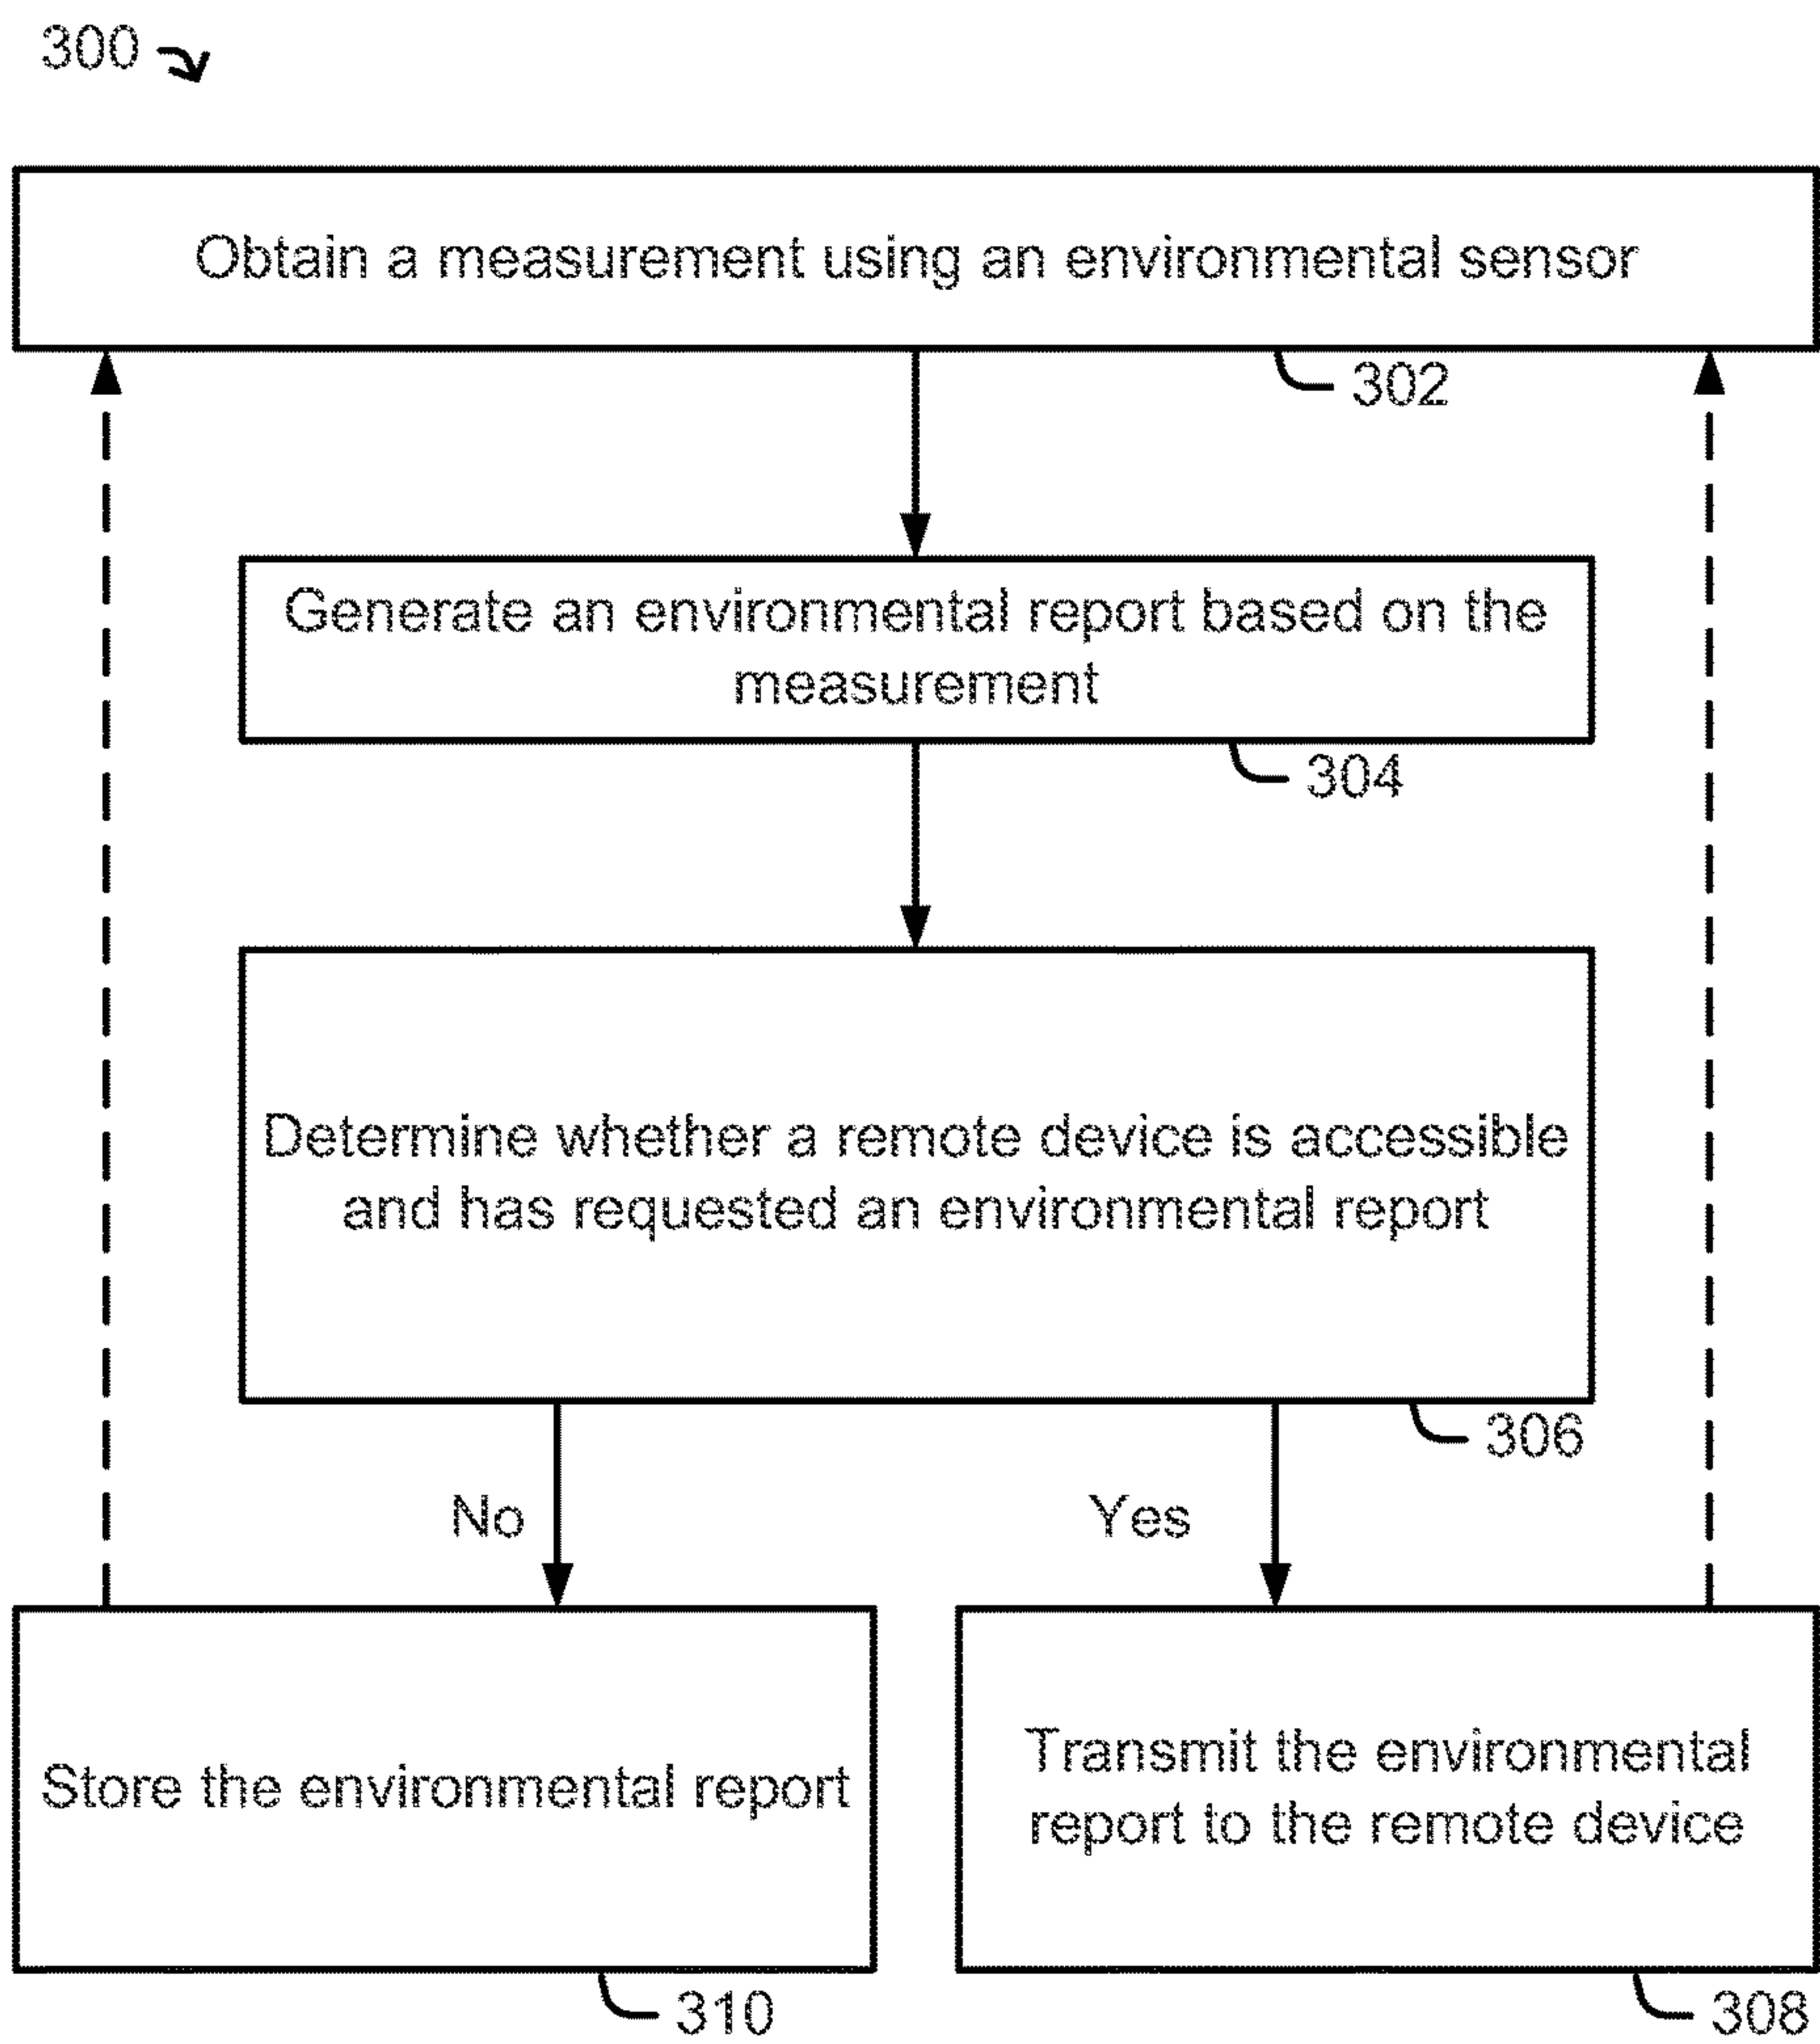 300
Obtain a measurement using an environmental sensor
302
Generate an environmental report based on the
measurement
304
Determine whether a remote device is accessible
and has requested an environmental report
306
No
Yes
Store the environmental report
310
Transmit the environmental
report to the remote device
308